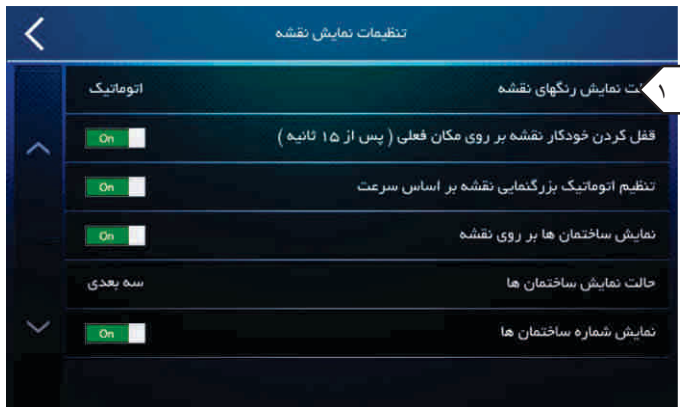 تنظیمات نمایش نقشه
نمایش رنگهای نقشه اتوماتیک
۱
قفل کردن خودکار نقشه بر روی مکان فعلی ( پس از ۱۵ ثانیه ) On
تنظیم اتوماتیک بزرگنمایی نقشه بر اساس سرعت On
نمایش ساختمان ها بر روی نقشه On
حالت نمایش ساختمان ها سه بعدی
نمایش شماره ساختمان ها On